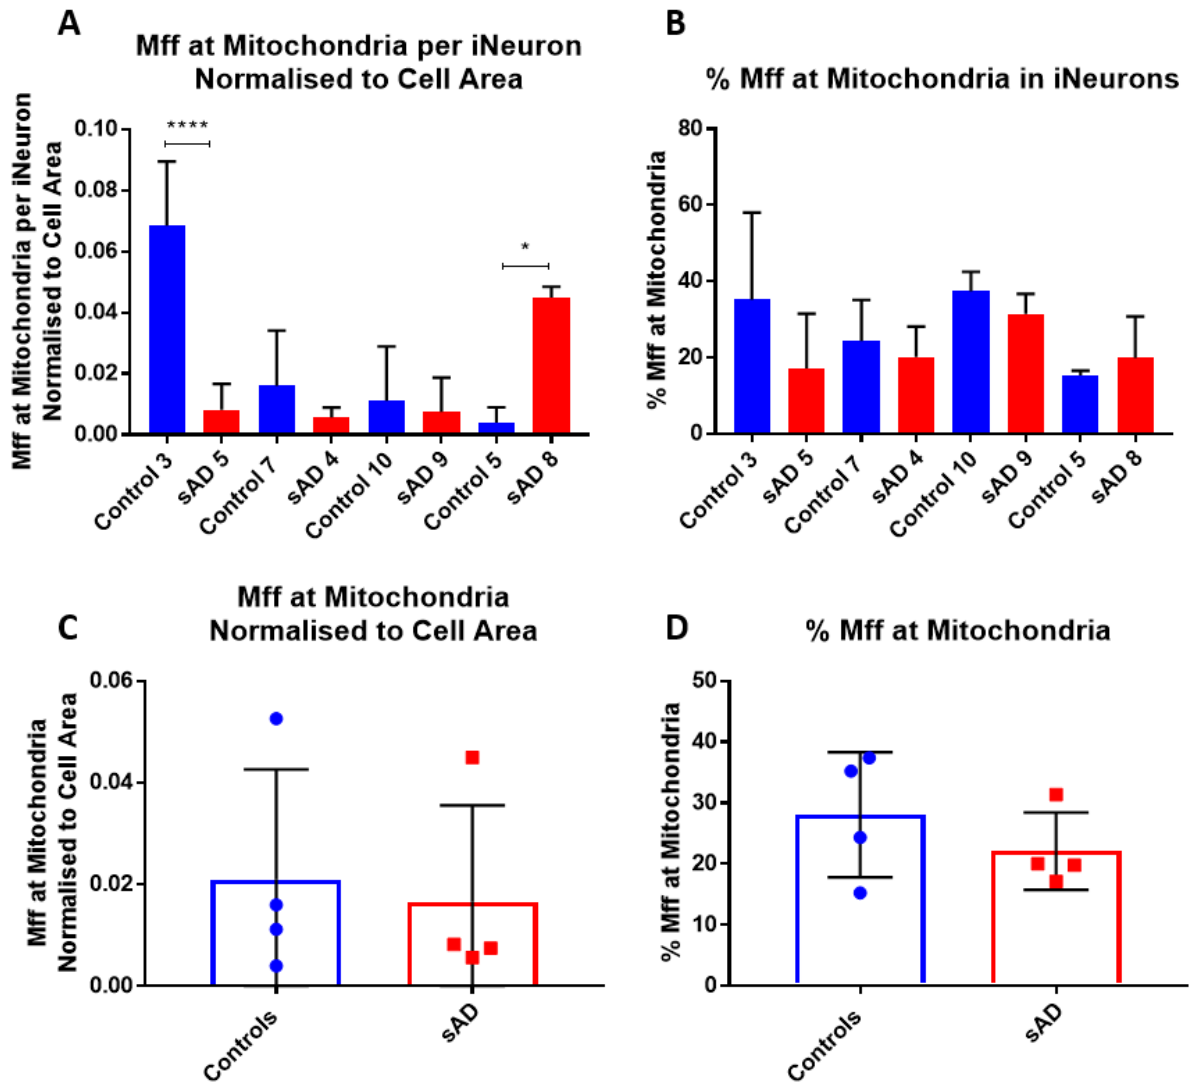 A
Mff at Mitochondria per iNeuron
Normalised to Cell Area
Mff at Mitochondria per iNeuron
Normalised to Cell Area
0.10
0.08
0.06
0.04
0.02
0.00
****
*
Control 3
sAD 5
Control 7
sAD 4
Control 10
sAD 9
Control 5
sAD 8
B
% Mff at Mitochondria in iNeurons
% Mff at Mitochondria
80
60
40
20
0
Control 3
sAD 5
Control 7
sAD 4
Control 10
sAD 9
Control 5
sAD 8
C
Mff at Mitochondria
Normalised to Cell Area
Mff at Mitochondria
Normalised to Cell Area
0.06
0.04
0.02
0.00
Controls
sAD
D
% Mff at Mitochondria
% Mff at Mitochondria
50
40
30
20
10
0
Controls
sAD